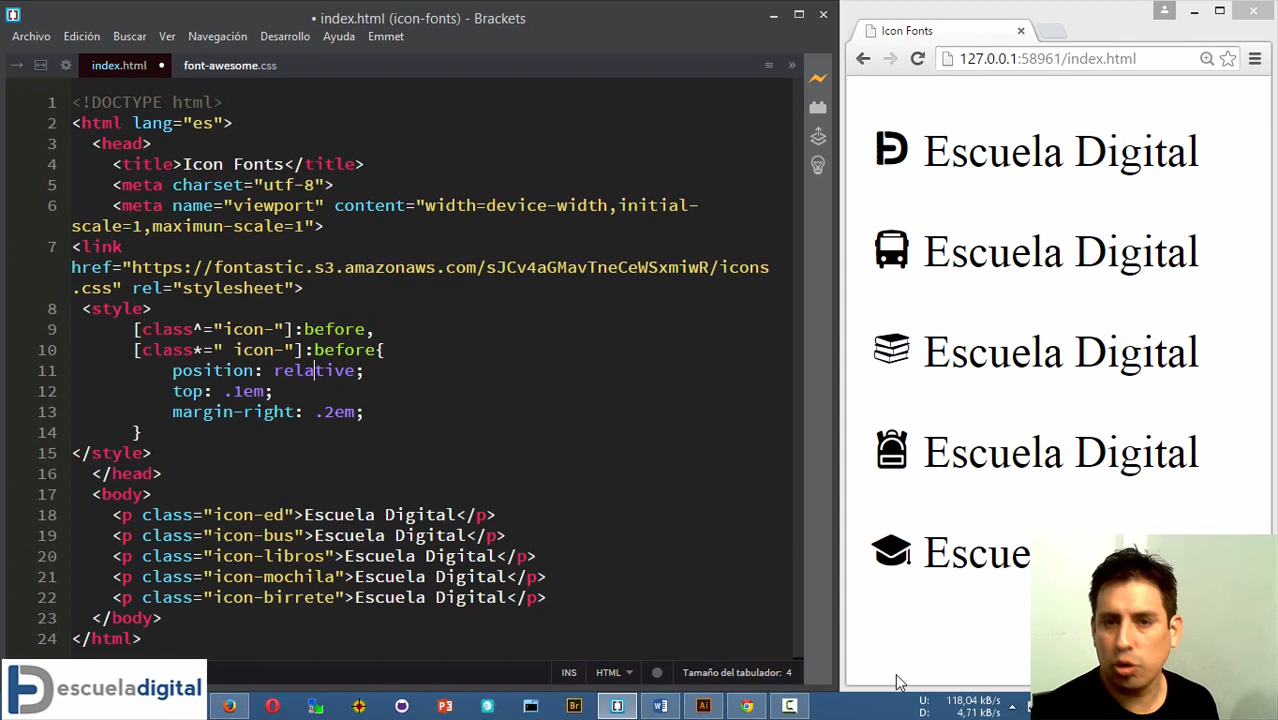 • index.html (icon-fonts) - Brackets
Archivo Edición Buscar Ver Navegación Desarrollo Ayuda Emmet
index.html • font-awesome.css
1 <!DOCTYPE html>
2 <html lang="es">
3 <head>
4 <title>Icon Fonts</title>
5 <meta charset="utf-8">
6 <meta name="viewport" content="width=device-width,initial-
scale=1,maximun-scale=1">
7 <link
href="https://fontastic.s3.amazonaws.com/sJCv4aGMavTneCeWSxmiwR/icons
.css" rel="stylesheet">
8 <style>
9 [class^="icon-"]:before,
10 [class*=" icon-"]:before{
11 position: relative;
12 top: .1em;
13 margin-right: .2em;
14 }
15 </style>
16 </head>
17 <body>
18 <p class="icon-ed">Escuela Digital</p>
19 <p class="icon-bus">Escuela Digital</p>
20 <p class="icon-libros">Escuela Digital</p>
21 <p class="icon-mochila">Escuela Digital</p>
22 <p class="icon-birrete">Escuela Digital</p>
23 </body>
24 </html>
INS HTML Tamaño del tabulador: 4
escueladigital
Icon Fonts
127.0.0.1:58961/index.html
Escuela Digital
Escuela Digital
Escuela Digital
Escuela Digital
Escue
Br
U: 118,04 kB/s
D: 4,71 kB/s